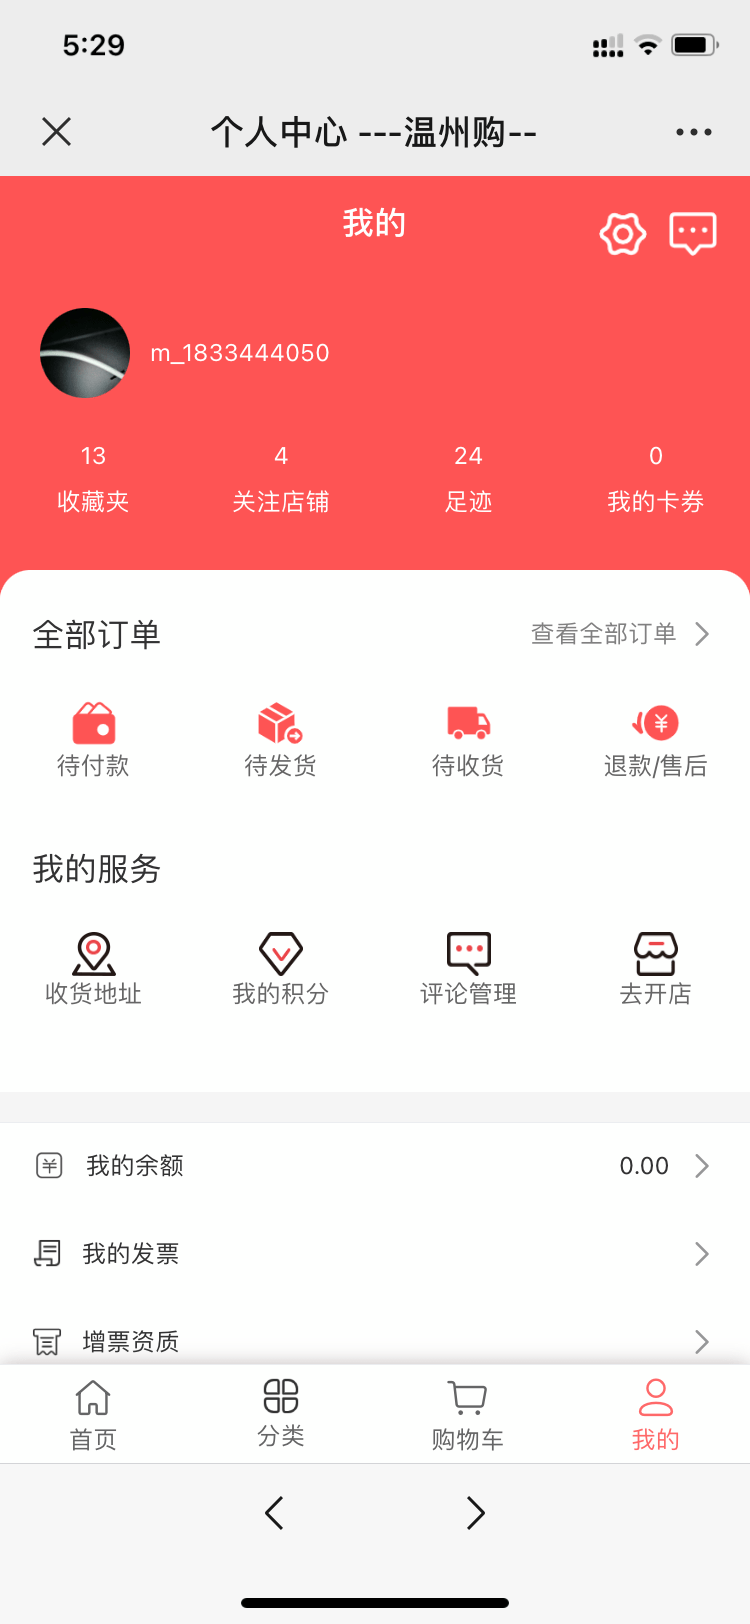 5:29
个人中心 ---温州购--
我的
m_1833444050
13 4 24 0
收藏夹 关注店铺 足迹 我的卡券
全部订单 查看全部订单
待付款 待发货 待收货 退款/售后
我的服务
收货地址 我的积分 评论管理 去开店
我的余额 0.00
我的发票
增票资质
首页 分类 购物车 我的